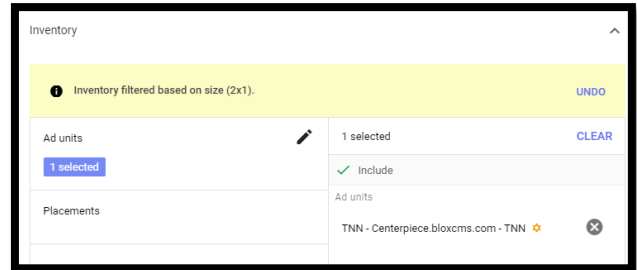 Inventory
Inventory filtered based on size (2x1).
UNDO
Ad units
1 selected
Placements
1 selected
CLEAR
Include
Ad units
TNN - Centerpiece.bloxcms.com - TNN